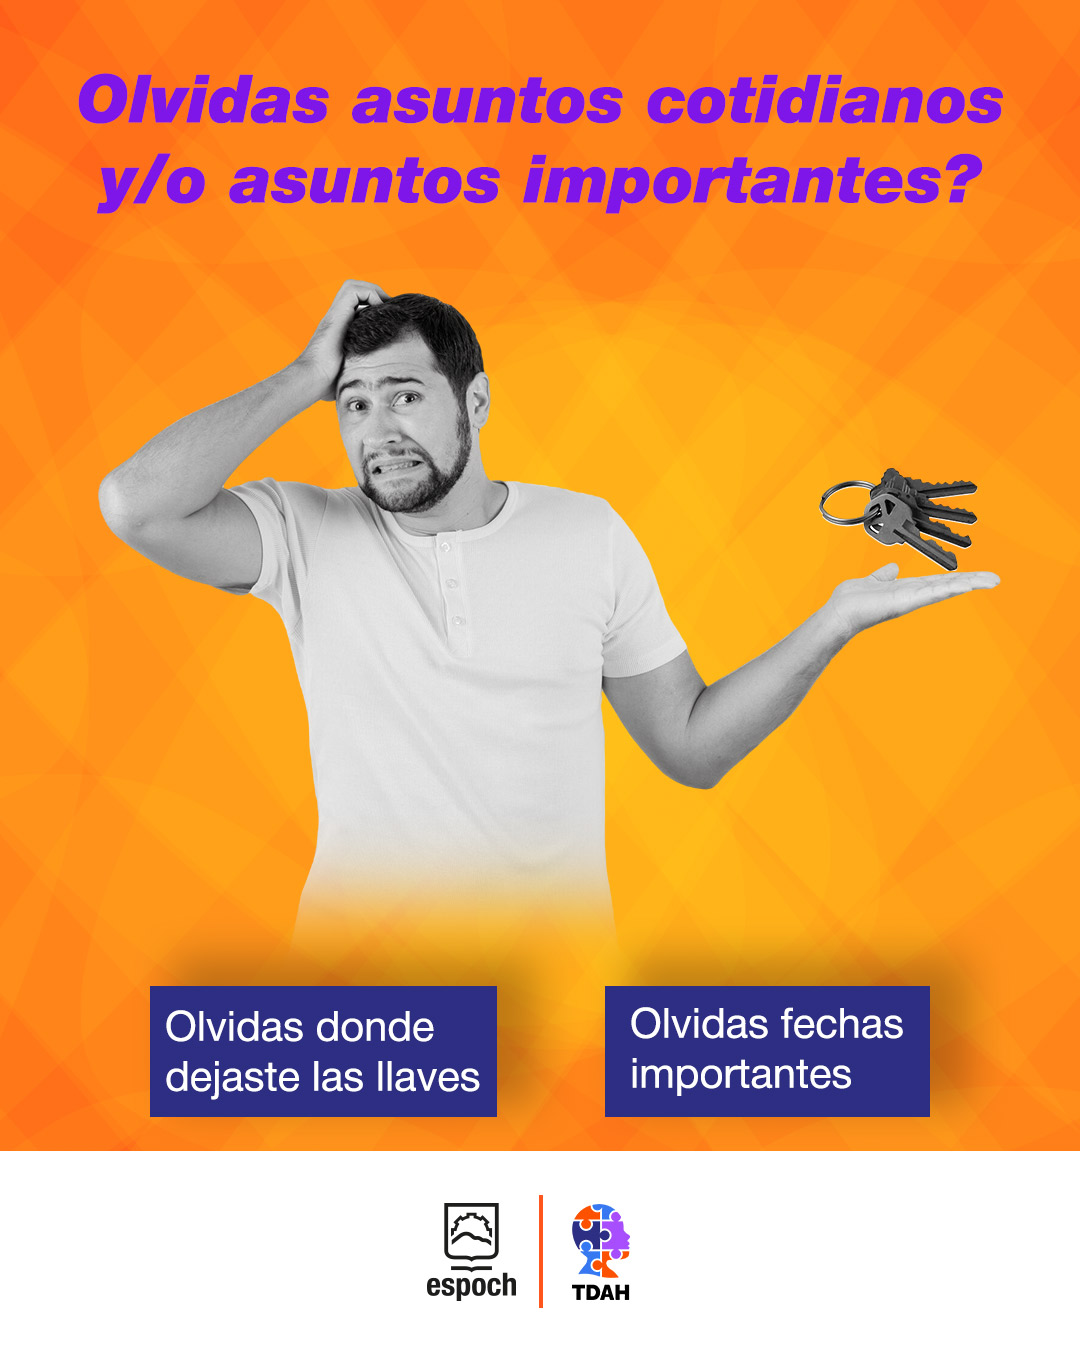 Olvidas asuntos cotidianos
y/o asuntos importantes?
Olvidas donde
dejaste las llaves
Olvidas fechas
importantes
espoch
TDAH